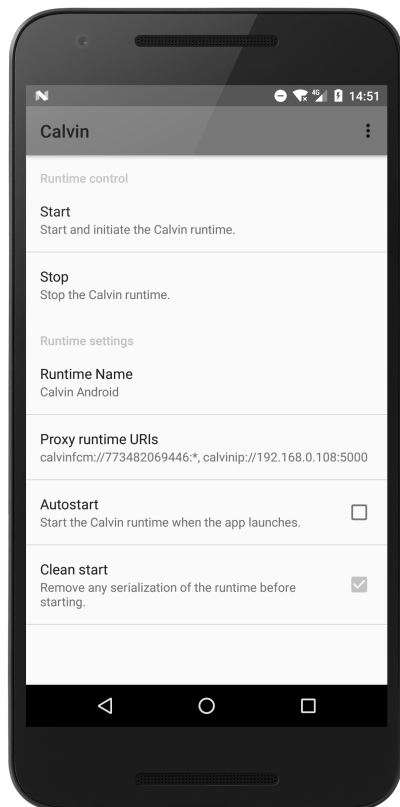 4G 14:51
Calvin
Runtime control
Start
Start and initiate the Calvin runtime.
Stop
Stop the Calvin runtime.
Runtime settings
Runtime Name
Calvin Android
Proxy runtime URIs
calvinfcm://773482069446:*, calvinip://192.168.0.108:5000
Autostart
Start the Calvin runtime when the app launches.
Clean start
Remove any serialization of the runtime before
starting.